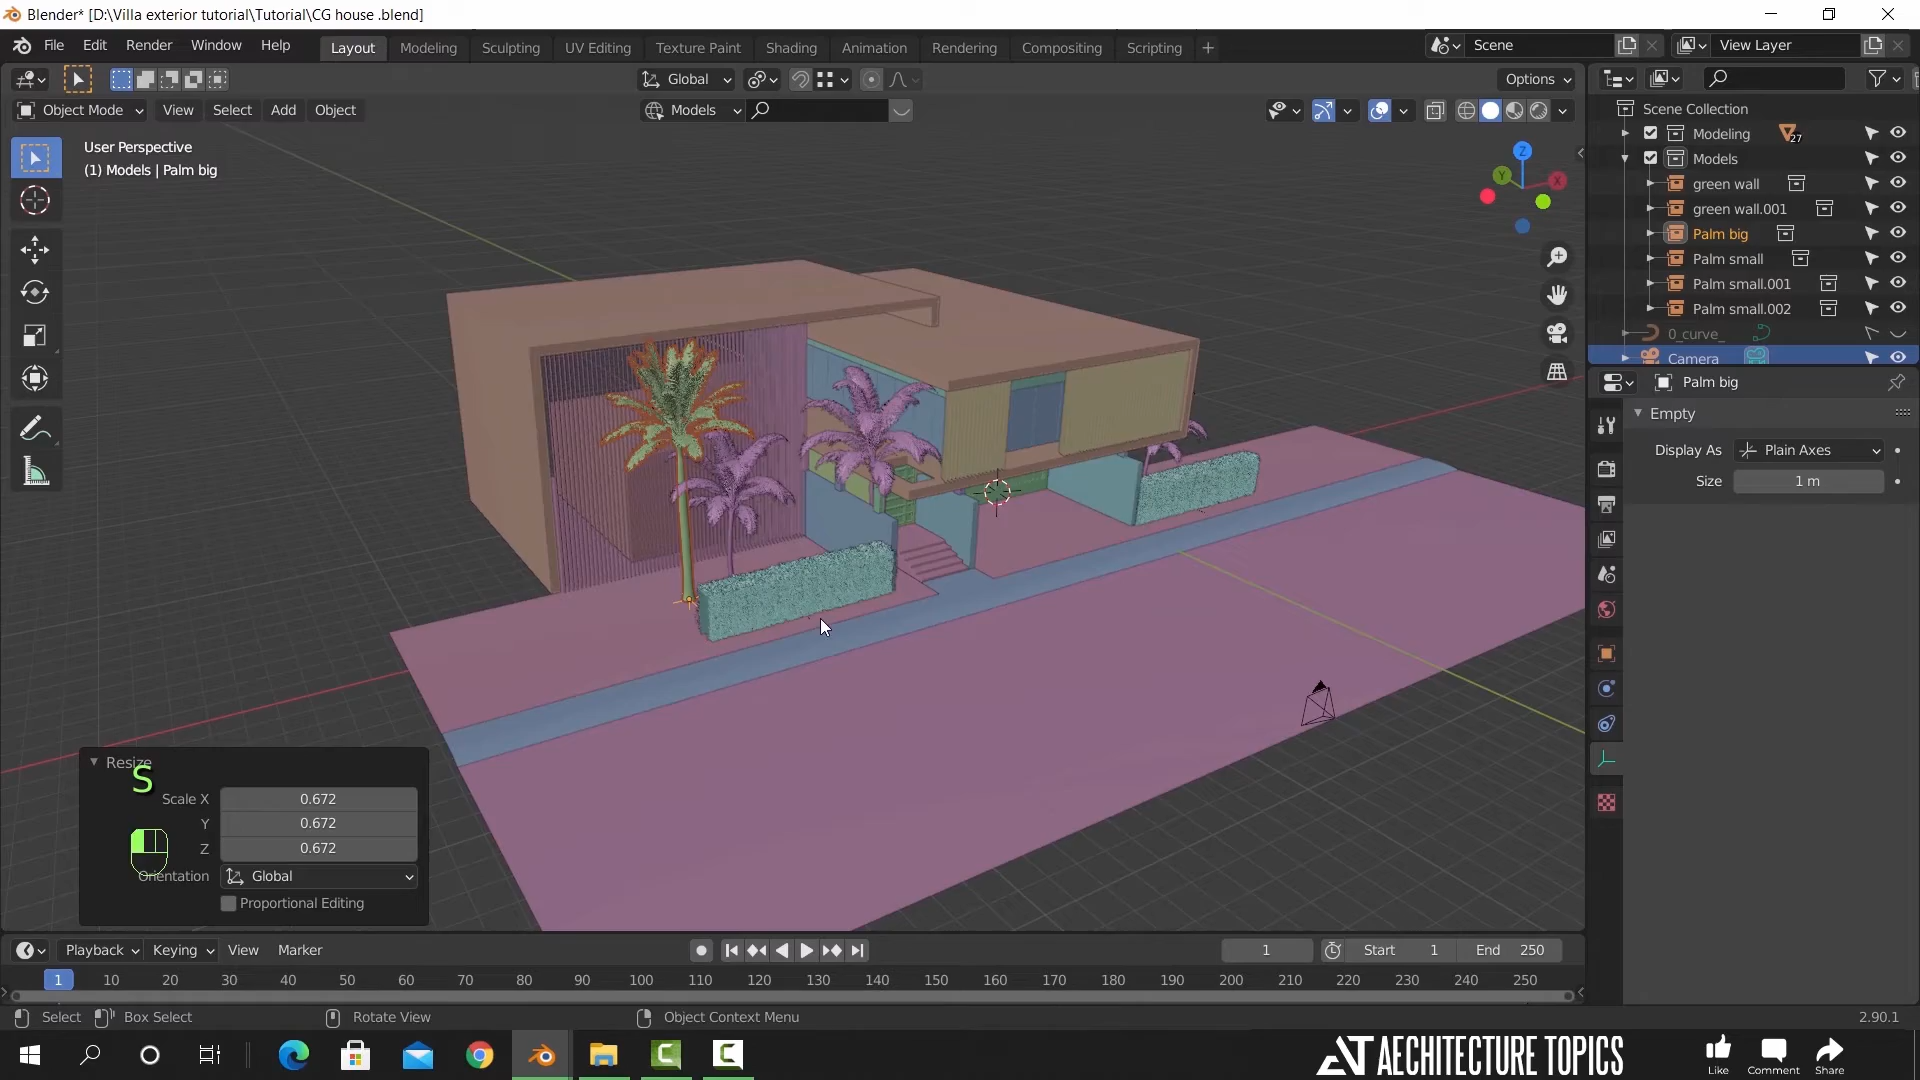 Blender* [D:\Villa exterior tutorial\Tutorial\CG house .blend]
File Edit Render Window Help Layout Modeling Sculpting UV Editing Texture Paint Shading Animation Rendering Compositing Scripting + Scene View Layer
Global Options
Object Mode View Select Add Object Models
User Perspective
(1) Models | Palm big
Z
Y
X
Scene Collection
Modeling 27
Models
green wall
green wall.001
Palm big
Palm small
Palm small.001
Palm small.002
0_curve_
Camera
Palm big
Empty
Display As Plain Axes
Size 1 m
Resize
S
Scale X 0.672
Y 0.672
Z 0.672
Orientation Global
Proportional Editing
Playback Keying View Marker 1 Start 1 End 250
1 10 20 30 40 50 60 70 80 90 100 110 120 130 140 150 160 170 180 190 200 210 220 230 240 250
Select Box Select Rotate View Object Context Menu 2.90.1
AT AECHITECTURE TOPICS
Like Comment Share